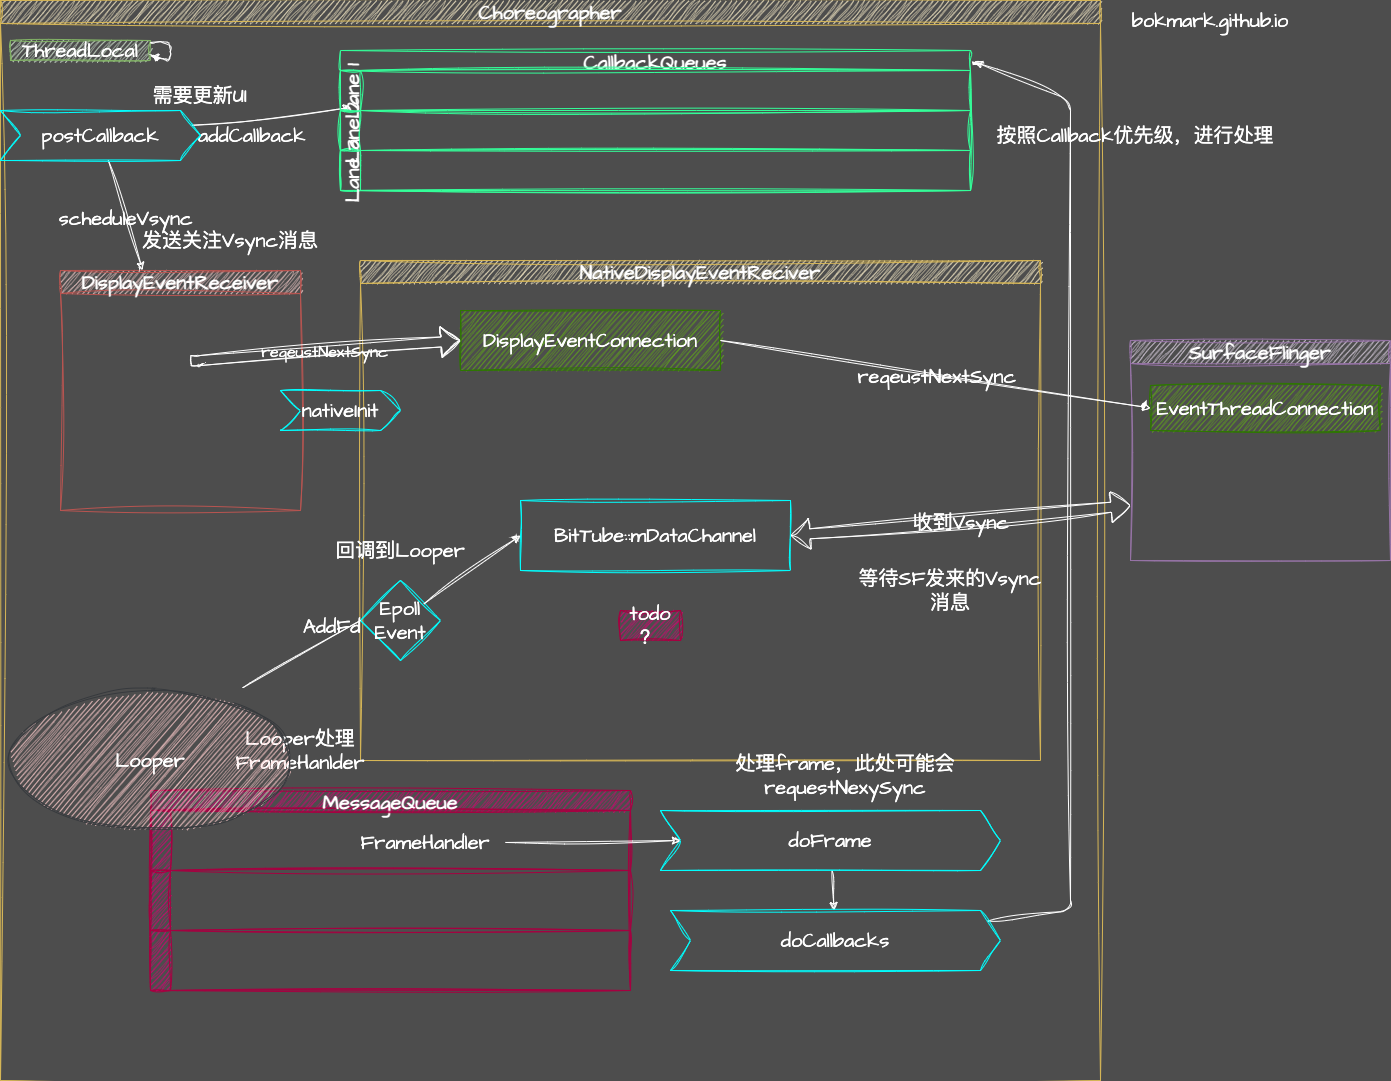 Choreographer
bokmark.github.io
ThreadLocal
CallbackQueues
Lane 1
Lane
Lane
需要更新UI
postCallback
addCallback
按照Callback优先级，进行处理
scheduleVsync
发送关注Vsync消息
DisplayEventReceiver
NativeDisplayEventReciver
DisplayEventConnection
reqeustNextSync
SurfaceFlinger
reqeustNextSync
EventThreadConnection
nativeInit
收到Vsync
BitTube::mDataChannel
回调到Looper
等待SF发来的Vsync
消息
Epoll
Event
AddFd
todo
?
Looper
Looper处理
FrameHanlder
处理frame，此处可能会
requestNexySync
MessageQueue
FrameHandler
doFrame
doCallbacks